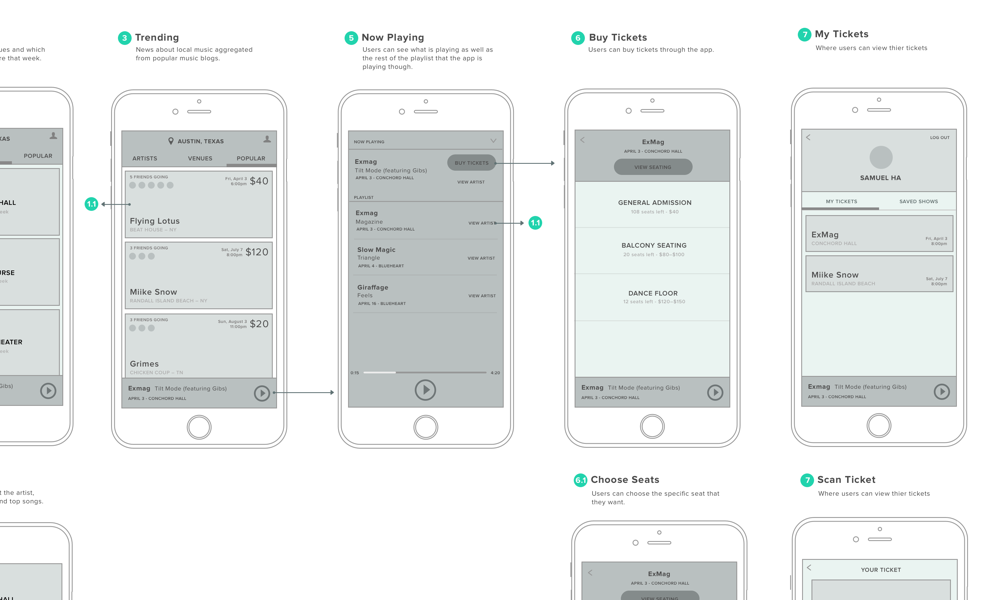 ues and which
re that week.
3 Trending
News about local music aggregated
from popular music blogs.
5 Now Playing
Users can see what is playing as well as
the rest of the playlist that the app is
playing though.
6 Buy Tickets
Users can buy tickets through the app.
7 My Tickets
Where users can view thier tickets
XAS
POPULAR
HALL
eek
URSE
eek
EATER
eek
Gibs)
AUSTIN, TEXAS
ARTISTS VENUES POPULAR
5 FRIENDS GOING
Fri, April 3
6:00pm
$40
Flying Lotus
BEAT HOUSE – NY
3 FRIENDS GOING
Sat, July 7
6:00pm
$120
Miike Snow
RANDALL ISLAND BEACH – NY
3 FRIENDS GOING
Sun, August 2
11:00pm
$20
Grimes
CHICKEN COUP – TN
Exmag Tilt Mode (featuring Gibs)
APRIL 3 - CONCHORD HALL
1.1
NOW PLAYING
Exmag
Tilt Mode (featuring Gibs)
APRIL 3 - CONCHORD HALL
BUY TICKETS
VIEW ARTIST
PLAYLIST
Exmag
Magazine
APRIL 3 - CONCHORD HALL
VIEW ARTIST
Slow Magic
Triangle
APRIL 4 - BLUEHEART
VIEW ARTIST
Giraffage
Feels
APRIL 18 - BLUEHEART
VIEW ARTIST
0:19
4:20
1.1
ExMag
APRIL 3 - CONCHORD HALL
VIEW SEATING
GENERAL ADMISSION
108 seats left - $40
BALCONY SEATING
20 seats left - $80–$100
DANCE FLOOR
12 seats left - $120–$150
Exmag Tilt Mode (featuring Gibs)
APRIL 3 - CONCHORD HALL
LOG OUT
SAMUEL HA
MY TICKETS SAVED SHOWS
ExMag
CONCHORD HALL
Fri, April 3
6:00pm
Miike Snow
RANDALL ISLAND BEACH
Sat, July 7
6:00pm
Exmag Tilt Mode (featuring Gibs)
APRIL 3 - CONCHORD HALL
t the artist,
nd top songs.
6.1 Choose Seats
Users can choose the specific seat that
they want.
7 Scan Ticket
Where users can view thier tickets
ExMag
APRIL 3 - CONCHORD HALL
VIEW SEATING
YOUR TICKET